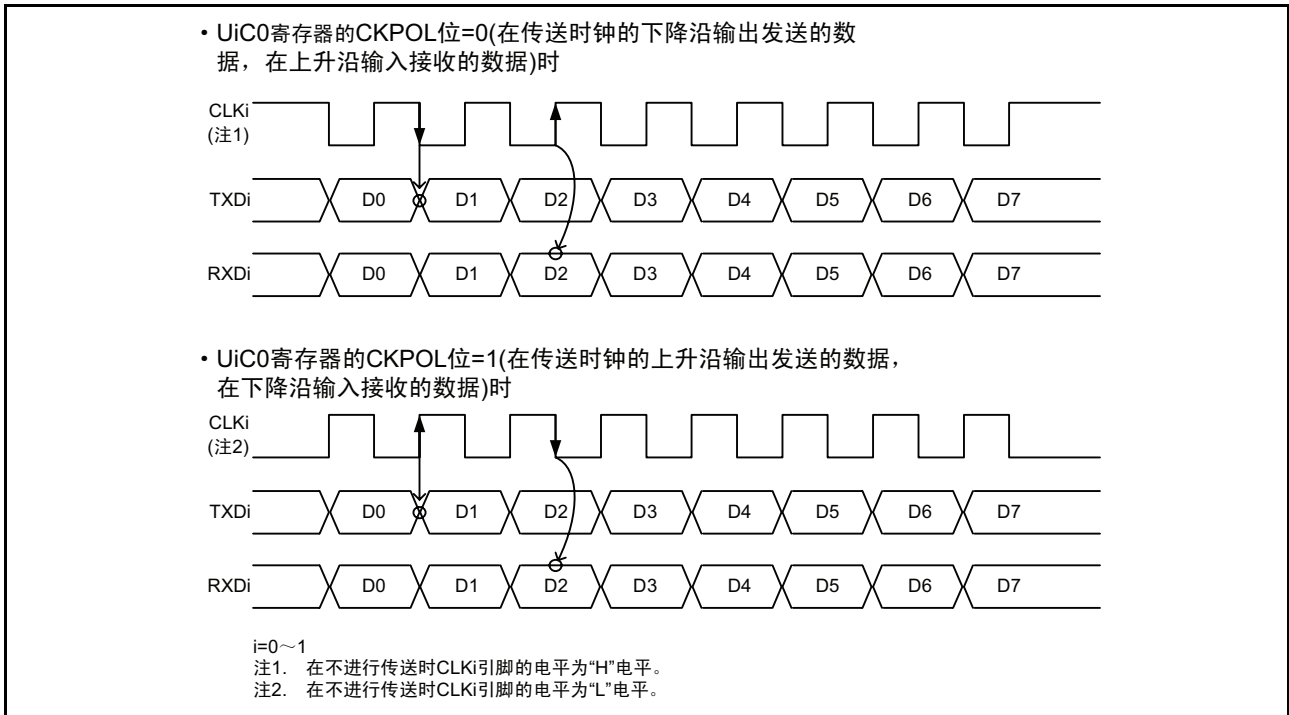 • UiC0寄存器的CKPOL位=0(在传送时钟的下降沿输出发送的数
据，在上升沿输入接收的数据)时
CLKi
(注1)
TXDi D0 D1 D2 D3 D4 D5 D6 D7
RXDi D0 D1 D2 D3 D4 D5 D6 D7
• UiC0寄存器的CKPOL位=1(在传送时钟的上升沿输出发送的数据，
在下降沿输入接收的数据)时
CLKi
(注2)
TXDi D0 D1 D2 D3 D4 D5 D6 D7
RXDi D0 D1 D2 D3 D4 D5 D6 D7
i=0～1
注1. 在不进行传送时CLKi引脚的电平为“H”电平。
注2. 在不进行传送时CLKi引脚的电平为“L”电平。